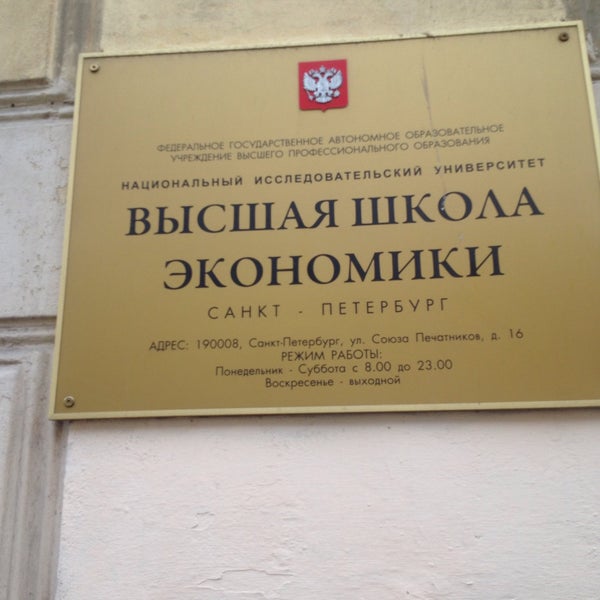 ФЕДЕРАЛЬНОЕ ГОСУДАРСТВЕННОЕ АВТОНОМНОЕ ОБРАЗОВАТЕЛЬНОЕ
УЧРЕЖДЕНИЕ ВЫСШЕГО ПРОФЕССИОНАЛЬНОГО ОБРАЗОВАНИЯ
НАЦИОНАЛЬНЫЙ ИССЛЕДОВАТЕЛЬСКИЙ УНИВЕРСИТЕТ
ВЫСШАЯ ШКОЛА
ЭКОНОМИКИ
САНКТ - ПЕТЕРБУРГ
АДРЕС: 190008, Санкт-Петербург, ул. Союза Печатников, д. 16
РЕЖИМ РАБОТЫ:
Понедельник - Суббота с 8.00 до 23.00
Воскресенье - выходной